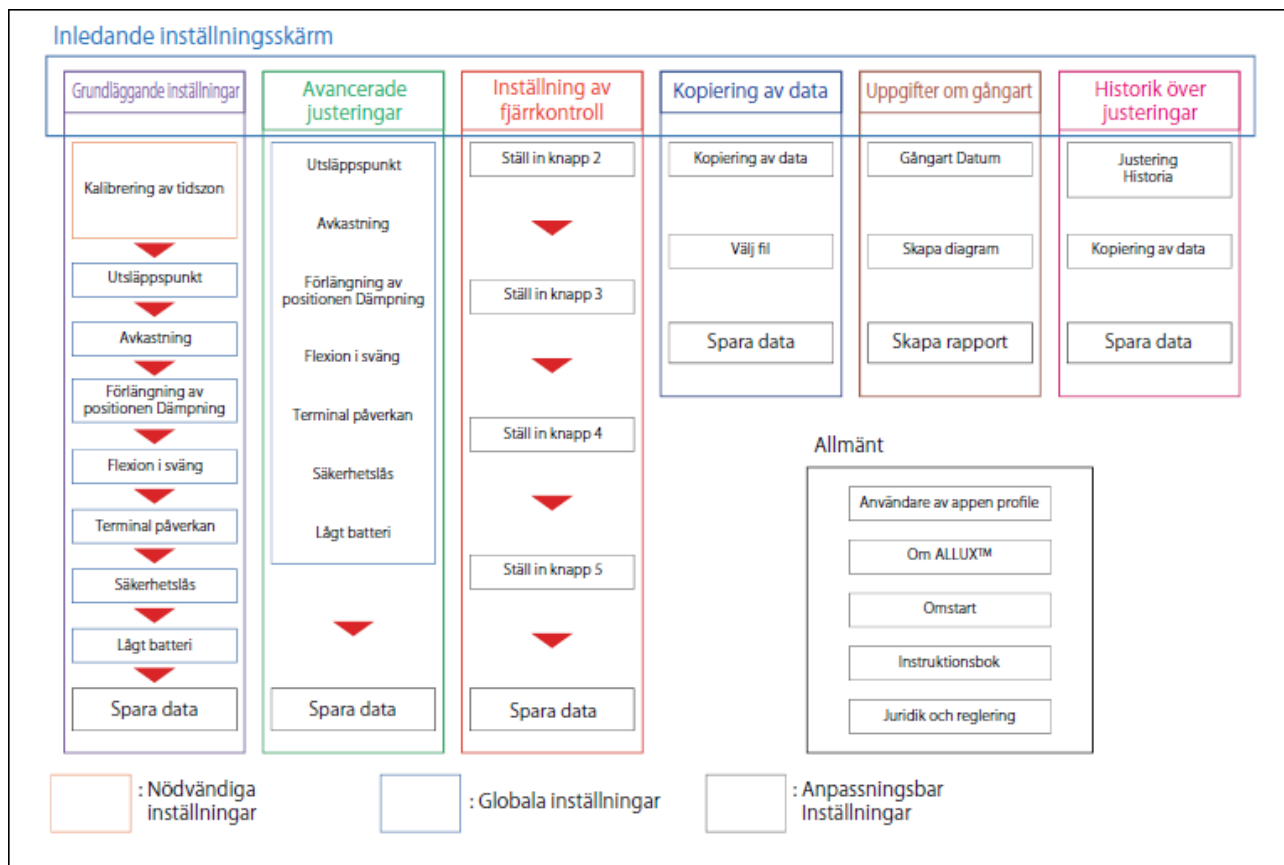 Inledande inställningsskärm
Grundläggande inställningar
Kalibrering av tidszon
Utsläppspunkt
Avkastning
Förlängning av
positionen Dämpning
Flexion i sväng
Terminal påverkan
Säkerhetslås
Lågt batteri
Spara data
Avancerade
justeringar
Utsläppspunkt
Avkastning
Förlängning av
positionen Dämpning
Flexion i sväng
Terminal påverkan
Säkerhetslås
Lågt batteri
Spara data
Inställning av
fjärrkontroll
Ställ in knapp 2
Ställ in knapp 3
Ställ in knapp 4
Ställ in knapp 5
Spara data
Kopiering av data
Kopiering av data
Välj fil
Spara data
Uppgifter om gångart
Gångart Datum
Skapa diagram
Skapa rapport
Historik över
justeringar
Justering
Historia
Kopiering av data
Spara data
Allmänt
Användare av appen profile
Om ALLUX™
Omstart
Instruktionsbok
Juridik och reglering
: Nödvändiga
inställningar
: Globala inställningar
: Anpassningsbar
Inställningar